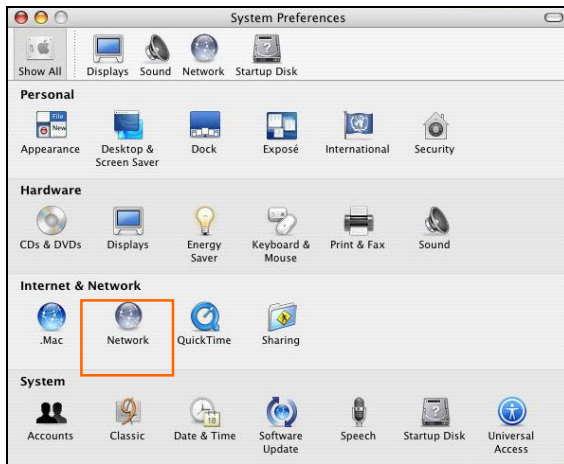 System Preferences
Show All Displays Sound Network Startup Disk
Personal
File
New
Appearance Desktop & Screen Saver Dock Exposé International Security
Hardware
CDs & DVDs Displays Energy Saver Keyboard & Mouse Print & Fax Sound
Internet & Network
.Mac Network QuickTime Sharing
System
18
Accounts Classic Date & Time Software Update Speech Startup Disk Universal Access